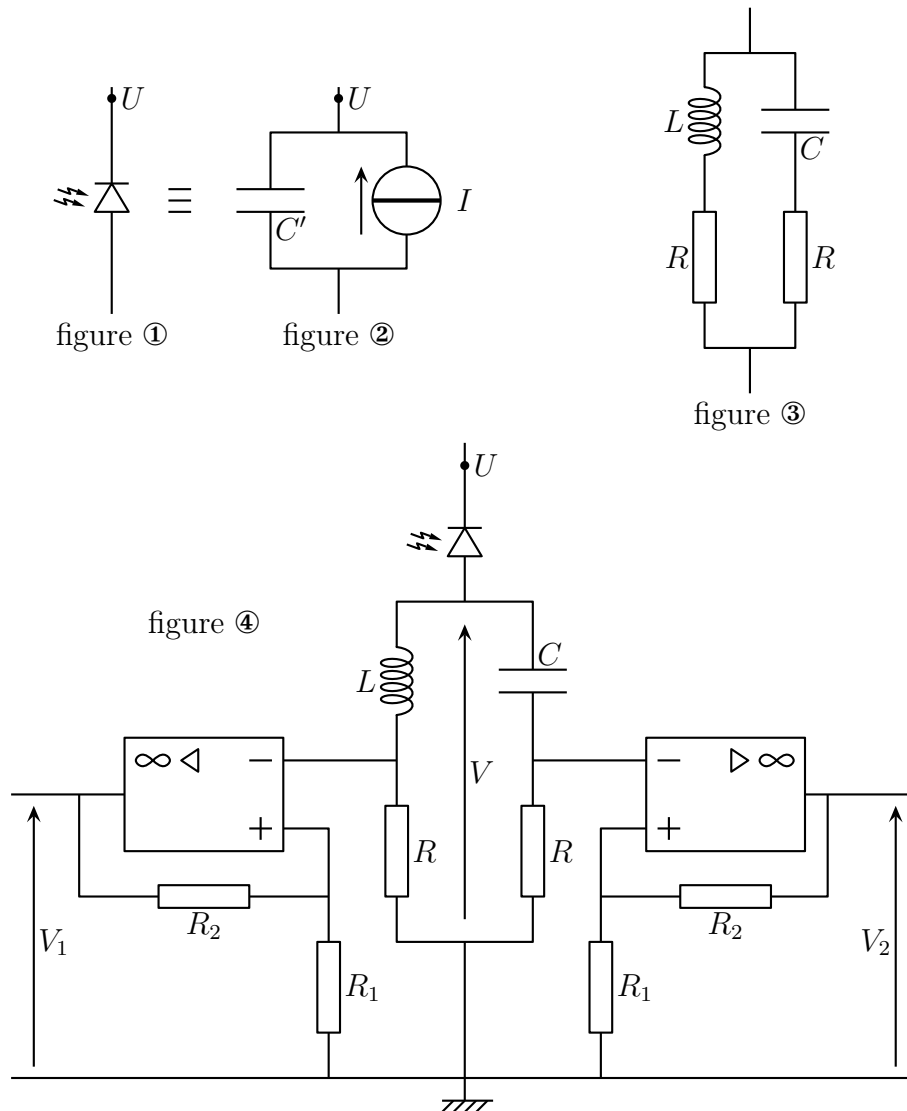 U
U
C'
I
figure ①
figure ②
L
C
R
R
figure ③
U
figure ④
L
C
∞
−
+
V
−
+
∞
R
R
R₂
R₂
V₁
R₁
R₁
V₂